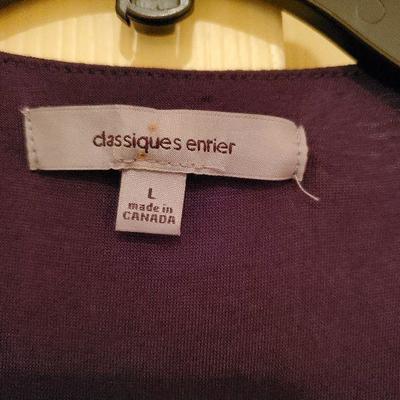 classiques entier
L
made in
CANADA